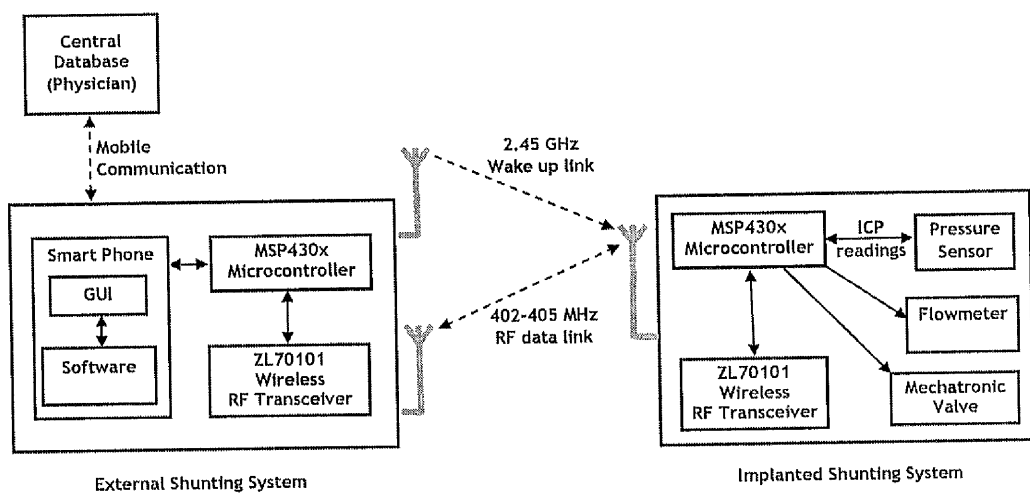 Central
Database
(Physician)
Mobile
Communication
2.45 GHz
Wake up link
Smart Phone
GUI
Software
MSP430x
Microcontroller
ZL70101
Wireless
RF Transceiver
402-405 MHz
RF data link
MSP430x
Microcontroller
ICP
readings
Pressure
Sensor
Flowmeter
Mechatronic
Valve
ZL70101
Wireless
RF Transceiver
External Shunting System
Implanted Shunting System